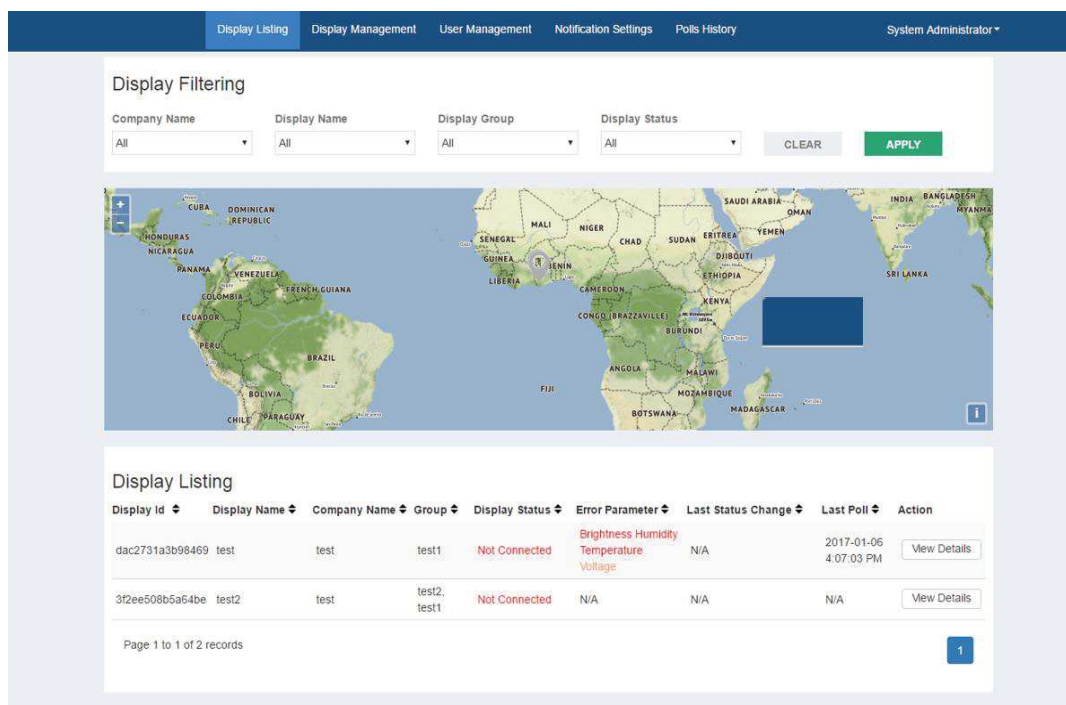 Display Listing Display Management User Management Notification Settings Polls History System Administrator
Display Filtering
Company Name Display Name Display Group Display Status
All All All All CLEAR APPLY
+
-
CUBA
DOMINICAN
REPUBLIC
HONDURAS
NICARAGUA
PANAMA
VENEZUELA
FRENCH GUIANA
COLOMBIA
ECUADOR
PERU
BRAZIL
BOLIVIA
CHILE
PARAGUAY
MALI
NIGER
CHAD
SUDAN
ERITREA
SENEGAL
GUINEA
BENIN
LIBERIA
CAMEROON
CONGO (BRAZZAVILLE)
SAUDI ARABIA
OMAN
YEMEN
DJIBOUTI
ETHIOPIA
KENYA
BURUNDI
ANGOLA
MALAWI
MOZAMBIQUE
BOTSWANA
MADAGASCAR
FIJI
INDIA
BANGLADESH
MYANMA
SRI LANKA
i
Display Listing
Display Id Display Name Company Name Group Display Status Error Parameter Last Status Change Last Poll Action
dac2731a3b98469 test test test1 Not Connected Brightness Humidity N/A 2017-01-06 View Details
Temperature 4:07:03 PM
Voltage
3f2ee508b5a64be test2 test test2, Not Connected N/A N/A N/A View Details
test1
Page 1 to 1 of 2 records 1